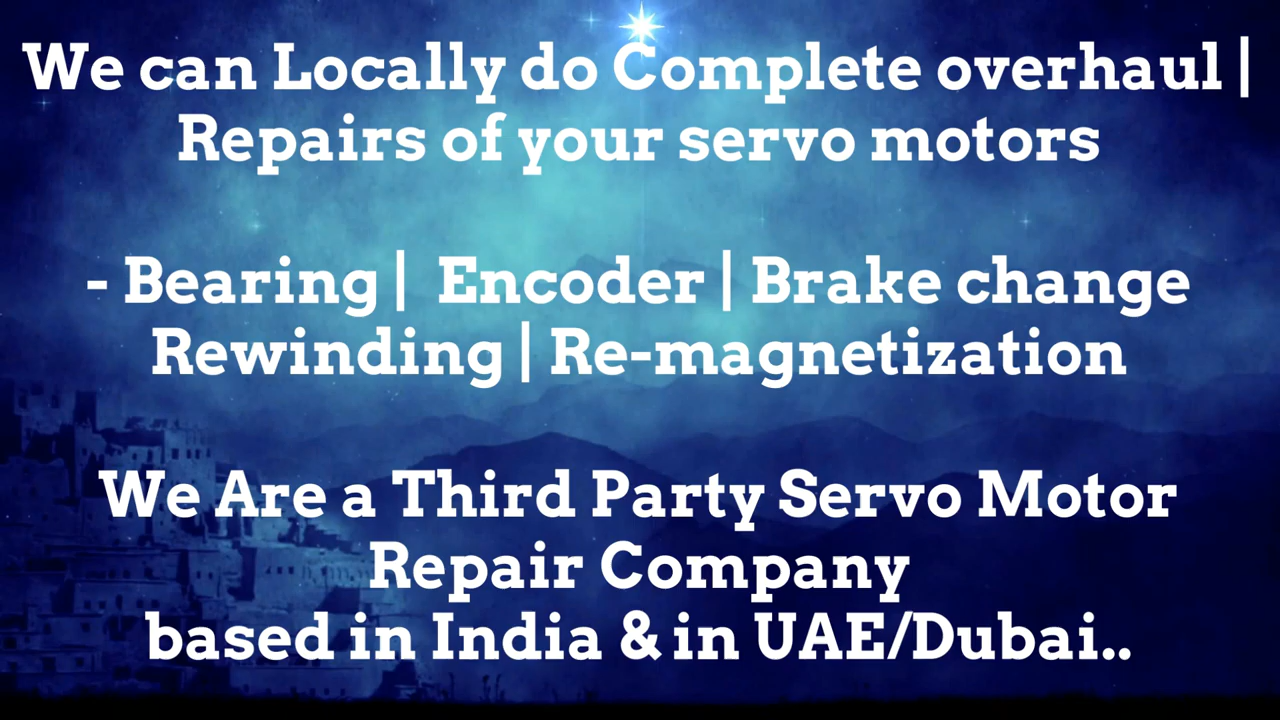 We can Locally do Complete overhaul |
Repairs of your servo motors
- Bearing | Encoder | Brake change
Rewinding | Re-magnetization
We Are a Third Party Servo Motor
Repair Company
based in India & in UAE/Dubai..